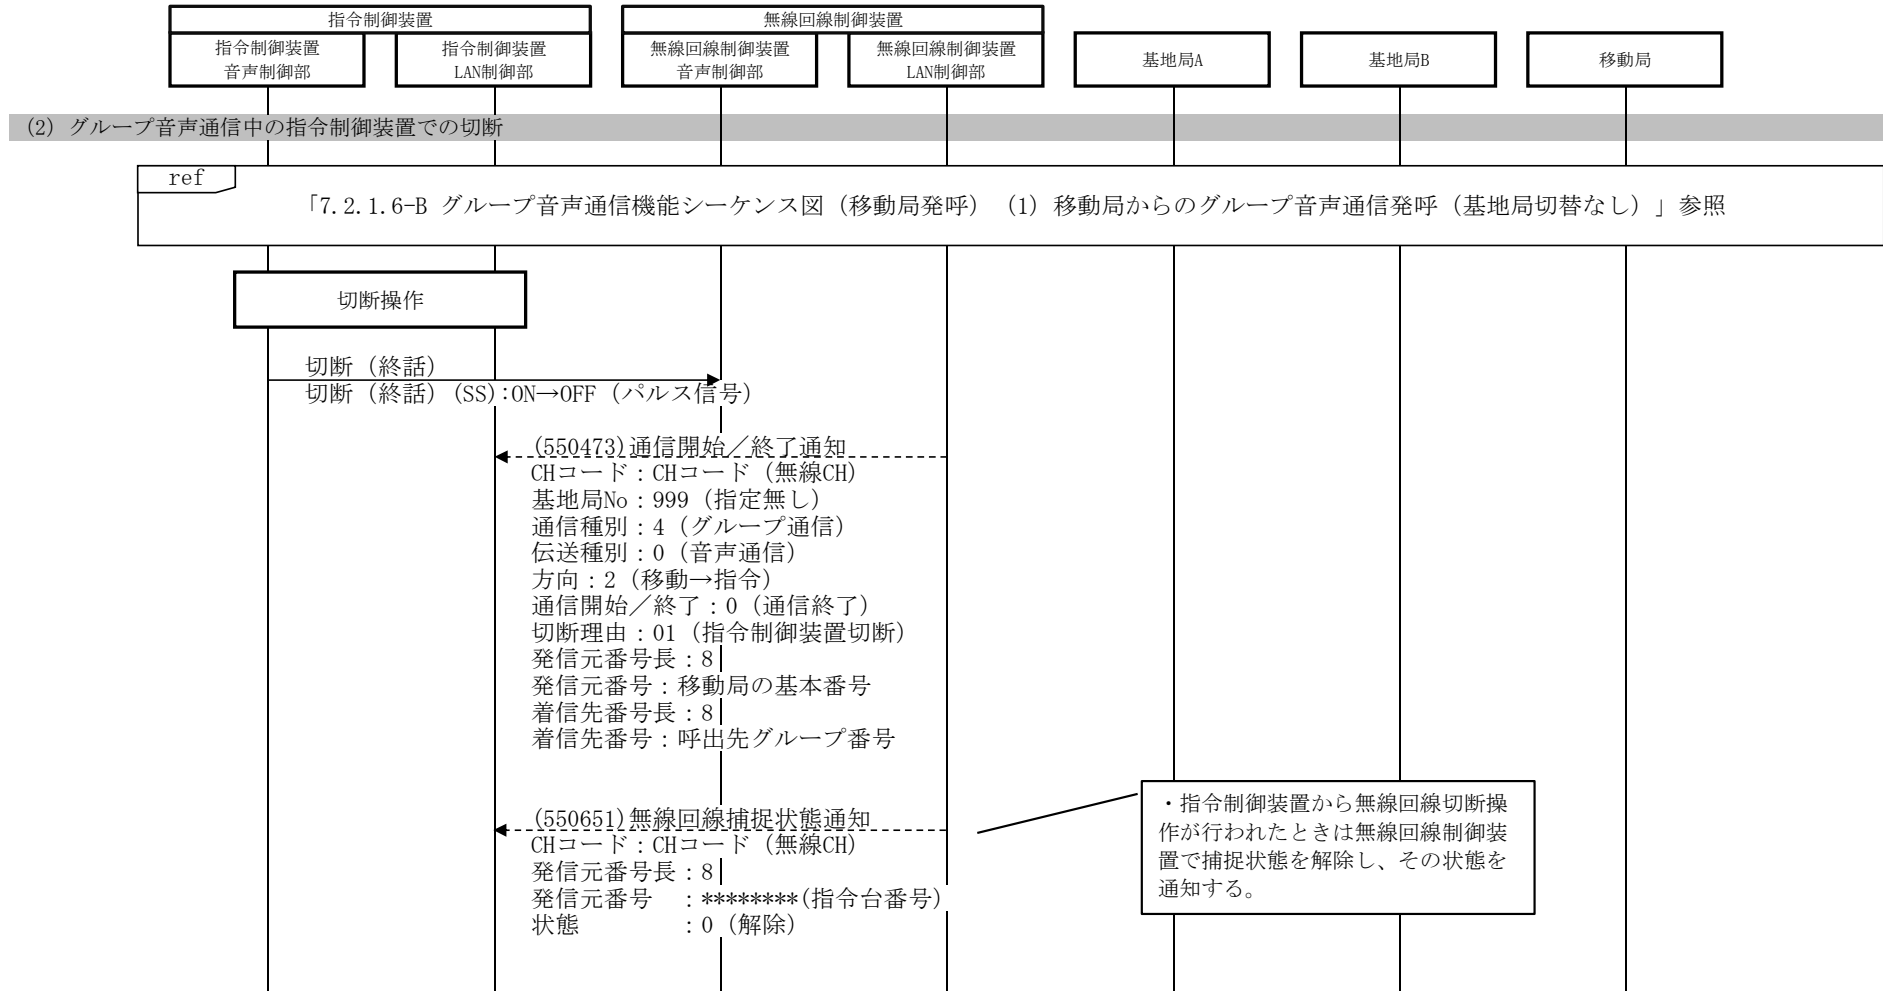 指令制御装置
無線回線制御装置
指令制御装置
音声制御部
指令制御装置
LAN制御部
無線回線制御装置
音声制御部
無線回線制御装置
LAN制御部
基地局A
基地局B
移動局
(2) グループ音声通信中の指令制御装置での切断
ref
「7.2.1.6-B グループ音声通信機能シーケンス図（移動局発呼）（1）移動局からのグループ音声通信発呼（基地局切替なし）」参照
切断操作
切断（終話）
切断（終話）(SS):ON→OFF（パルス信号）
(550473)通信開始／終了通知
CHコード：CHコード（無線CH）
基地局No：999（指定無し）
通信種別：4（グループ通信）
伝送種別：0（音声通信）
方向：2（移動→指令）
通信開始／終了：0（通信終了）
切断理由：01（指令制御装置切断）
発信元番号長：8
発信元番号：移動局の基本番号
着信先番号長：8
着信先番号：呼出先グループ番号
(550651)無線回線捕捉状態通知
CHコード：CHコード（無線CH）
発信元番号長：8
発信元番号　：********(指令台番号)
状態　　　　：0（解除）
・指令制御装置から無線回線切断操
作が行われたときは無線回線制御装
置で捕捉状態を解除し、その状態を
通知する。